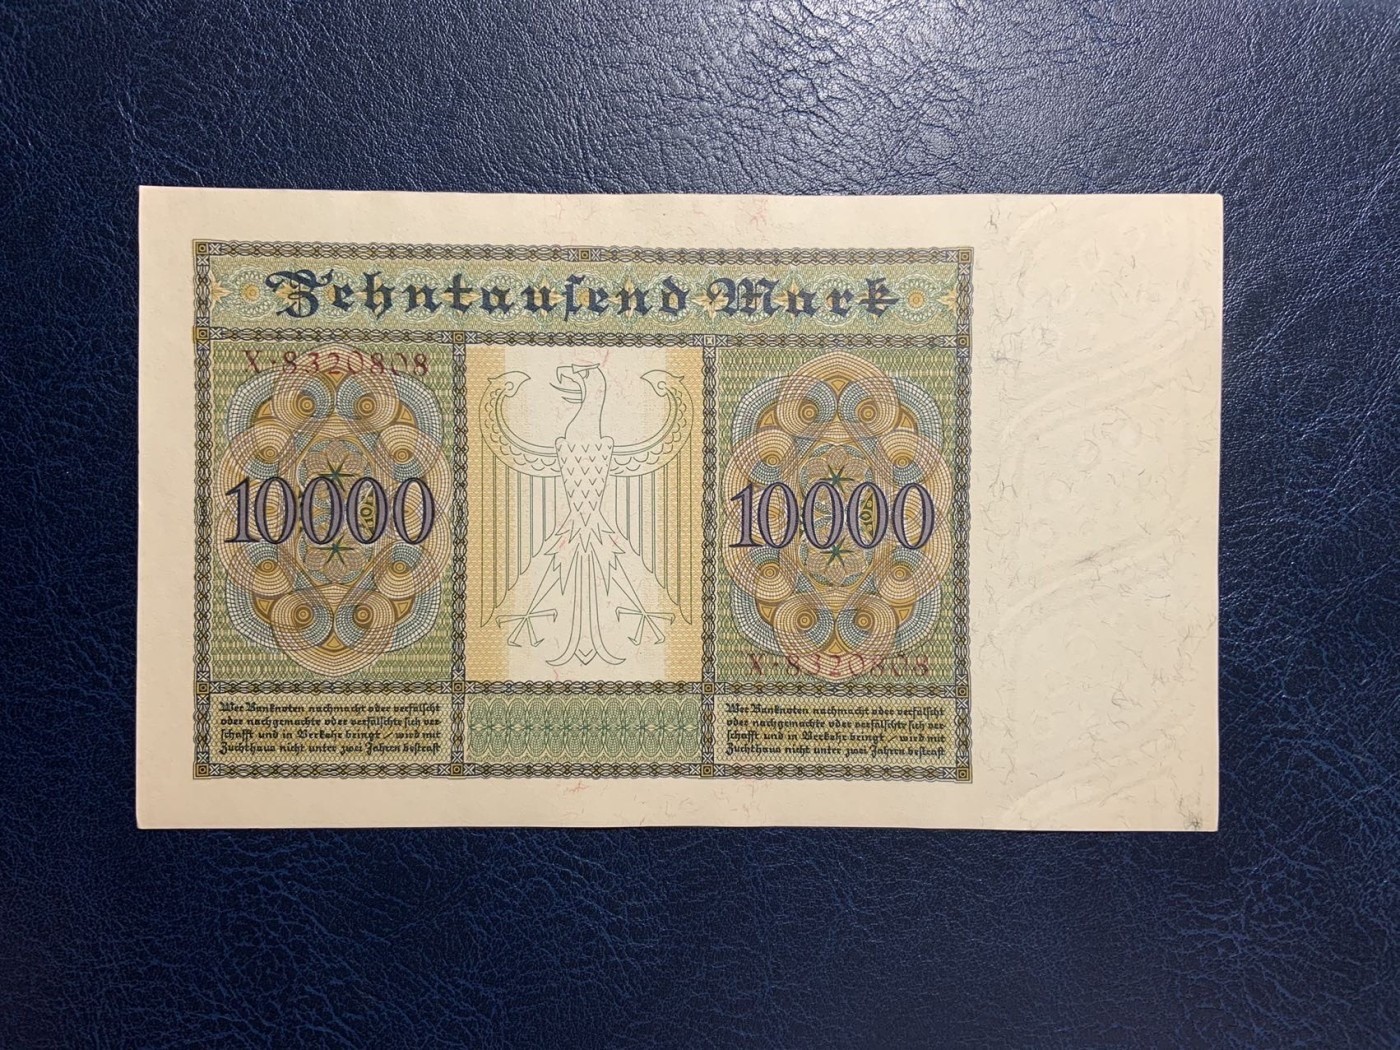 Zehntausend Mark
X·8320808
10000
10000
X·8320808
Wer Banknoten nachmacht oder verfälscht
oder nachgemachte oder verfälschte sich ver-
schafft und in Verkehr bringt / wird mit
Zuchthaus nicht unter zwei Jahren bestraft
Wer Banknoten nachmacht oder verfälscht
oder nachgemachte oder verfälschte sich ver-
schafft und in Verkehr bringt / wird mit
Zuchthaus nicht unter zwei Jahren bestraft